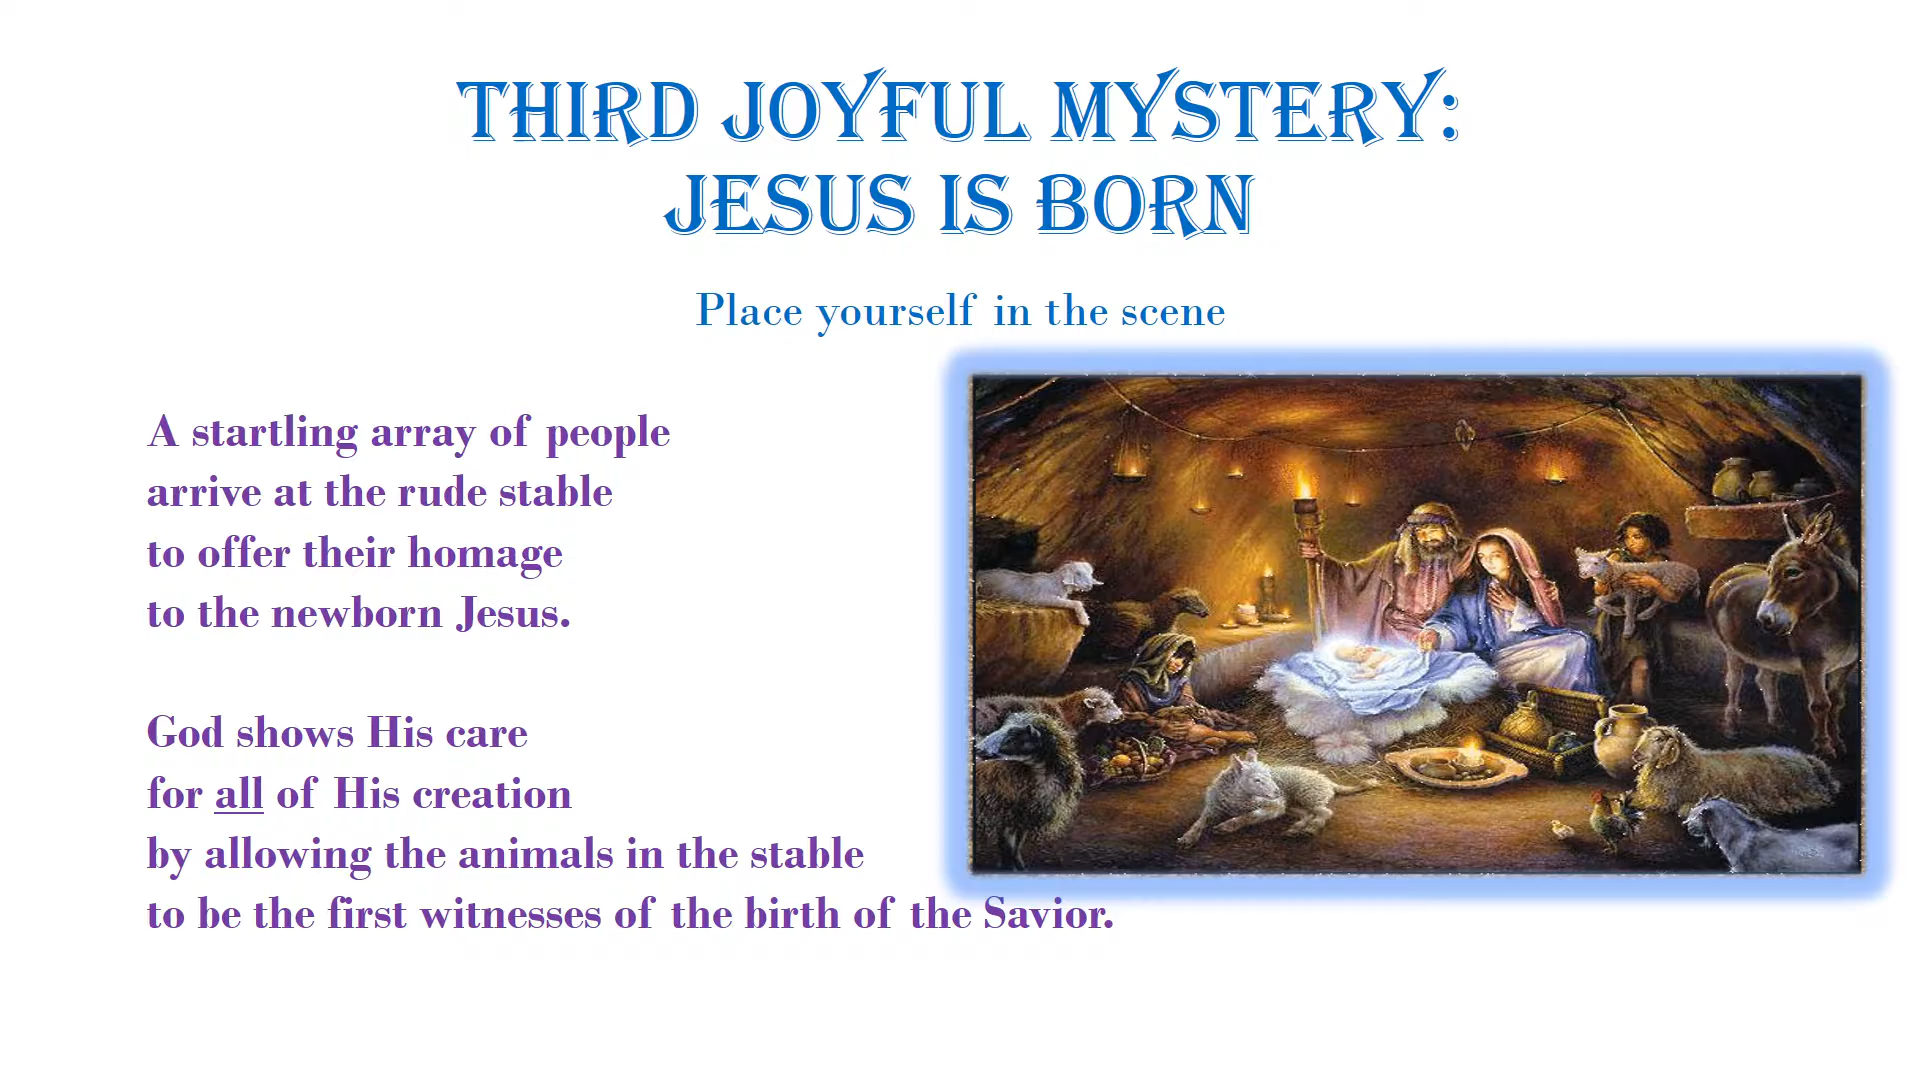 THIRD JOYFUL MYSTERY:
JESUS IS BORN
Place yourself in the scene
A startling array of people
arrive at the rude stable
to offer their homage
to the newborn Jesus.
God shows His care
for all of His creation
by allowing the animals in the stable
to be the first witnesses of the birth of the Savior.